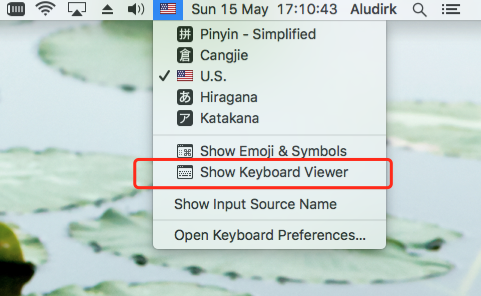 Sun 15 May 17:10:43 Aludirk
拼 Pinyin - Simplified
倉 Cangjie
U.S.
あ Hiragana
ア Katakana
Show Emoji & Symbols
Show Keyboard Viewer
Show Input Source Name
Open Keyboard Preferences...